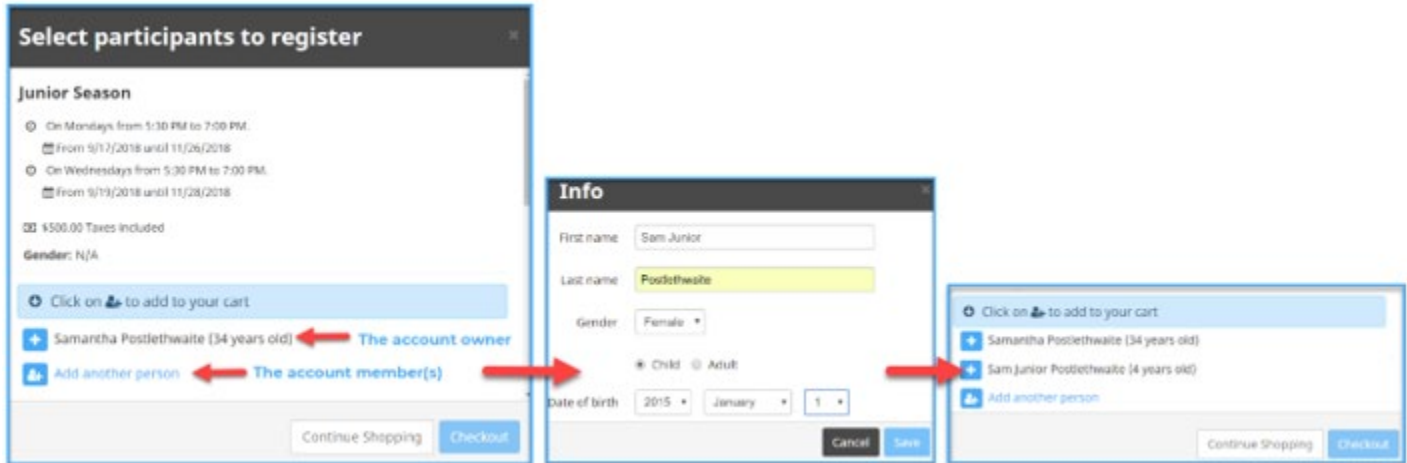 Select participants to register
Junior Season
On Mondays from 5:30 PM to 7:00 PM.
From 9/17/2018 until 11/26/2018
On Wednesdays from 5:30 PM to 7:00 PM.
From 9/19/2018 until 11/28/2018
$500.00 Taxes included
Gender: N/A
Click on to add to your cart
Samantha Postlethwaite (34 years old) The account owner
Add another person The account member(s)
Continue Shopping Checkout
Info
First name Sam Junior
Last name Postlethwaite
Gender Female
Child Adult
Date of birth 2015 January 1
Cancel Save
Click on to add to your cart
Samantha Postlethwaite (34 years old)
Sam Junior Postlethwaite (4 years old)
Add another person
Continue Shopping Checkout